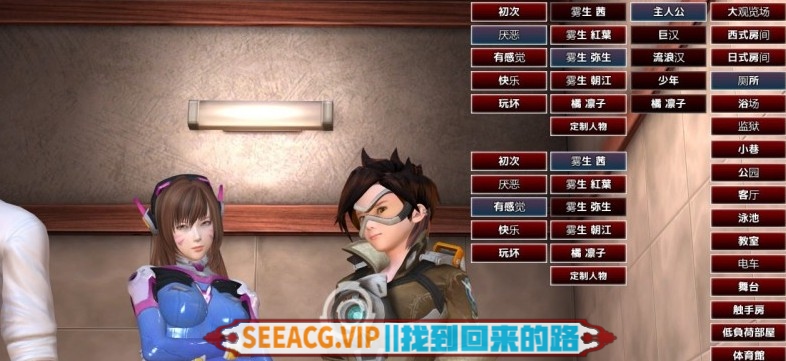 初次
雾生 茜
主人公
大观览场
厌恶
雾生 紅葉
巨汉
西式房间
有感觉
雾生 弥生
流浪汉
日式房间
快乐
雾生 朝江
少年
厕所
玩坏
橘 凛子
橘 凛子
浴场
定制人物
监狱
初次
雾生 茜
小巷
厌恶
雾生 紅葉
公园
有感觉
雾生 弥生
客厅
快乐
雾生 朝江
泳池
玩坏
橘 凛子
教室
定制人物
电车
舞台
触手房
低負荷部屋
体育館
SEEACG.VIP||找到回来的路